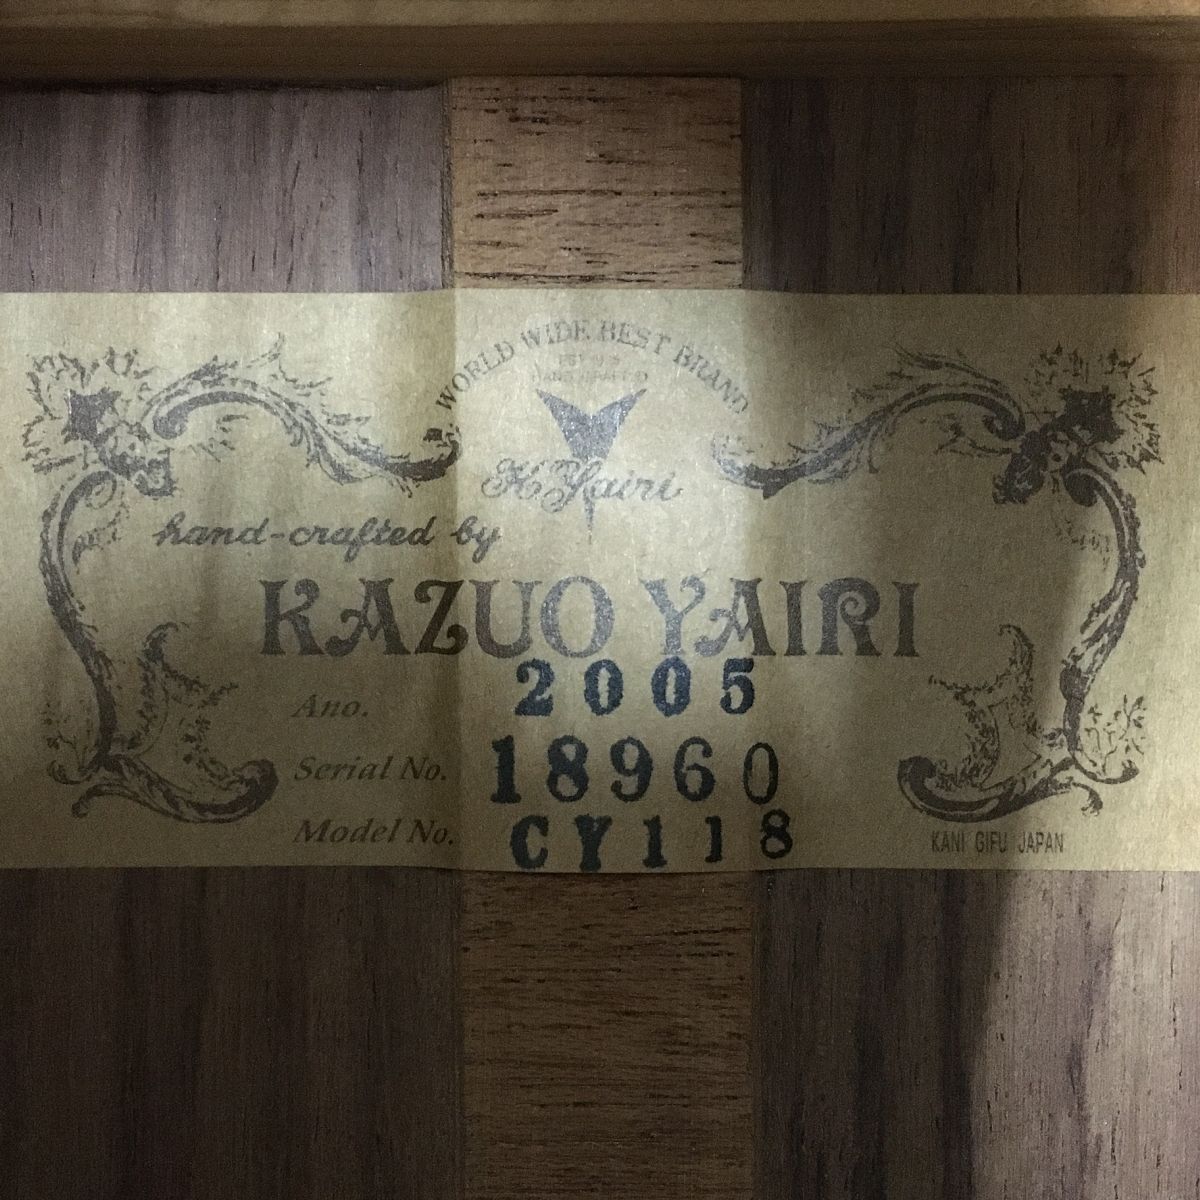 WORLD WIDE BEST BRAND
K.Yairi
hand-crafted by
KAZUO YAIRI
Ano. 2005
Serial No. 18960
Model No. CY118
KANI GIFU JAPAN